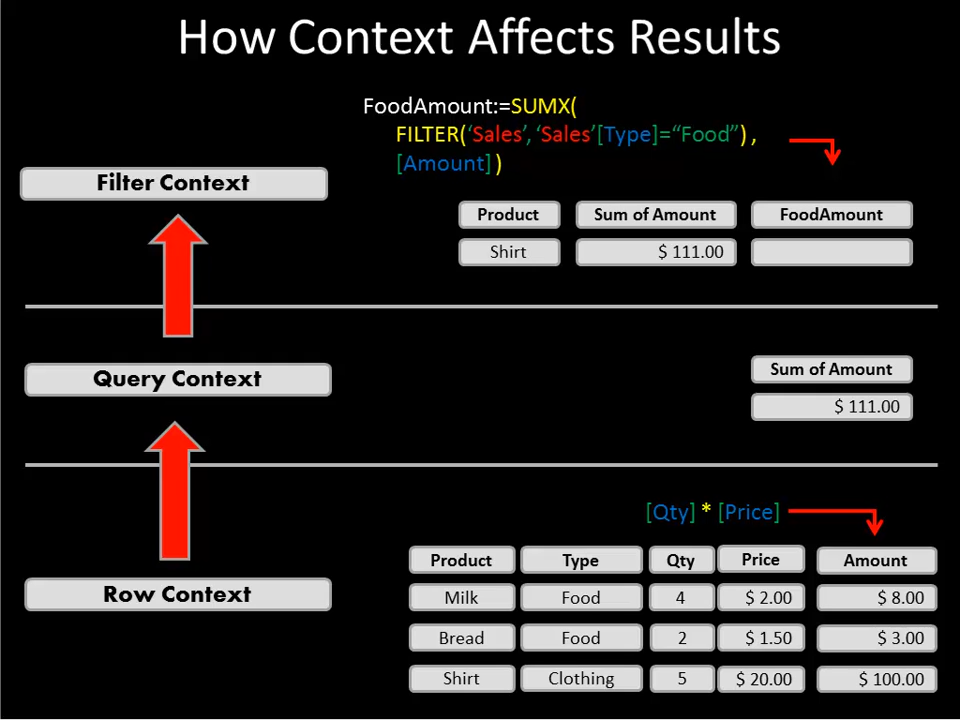 How Context Affects Results
FoodAmount:=SUMX(
FILTER(‘Sales’, ‘Sales’[Type]=“Food”) ,
[Amount] )
Filter Context
Product Sum of Amount FoodAmount
Shirt $ 111.00
Query Context
Sum of Amount
$ 111.00
[Qty] * [Price]
Product Type Qty Price Amount
Milk Food 4 $ 2.00 $ 8.00
Row Context
Bread Food 2 $ 1.50 $ 3.00
Shirt Clothing 5 $ 20.00 $ 100.00